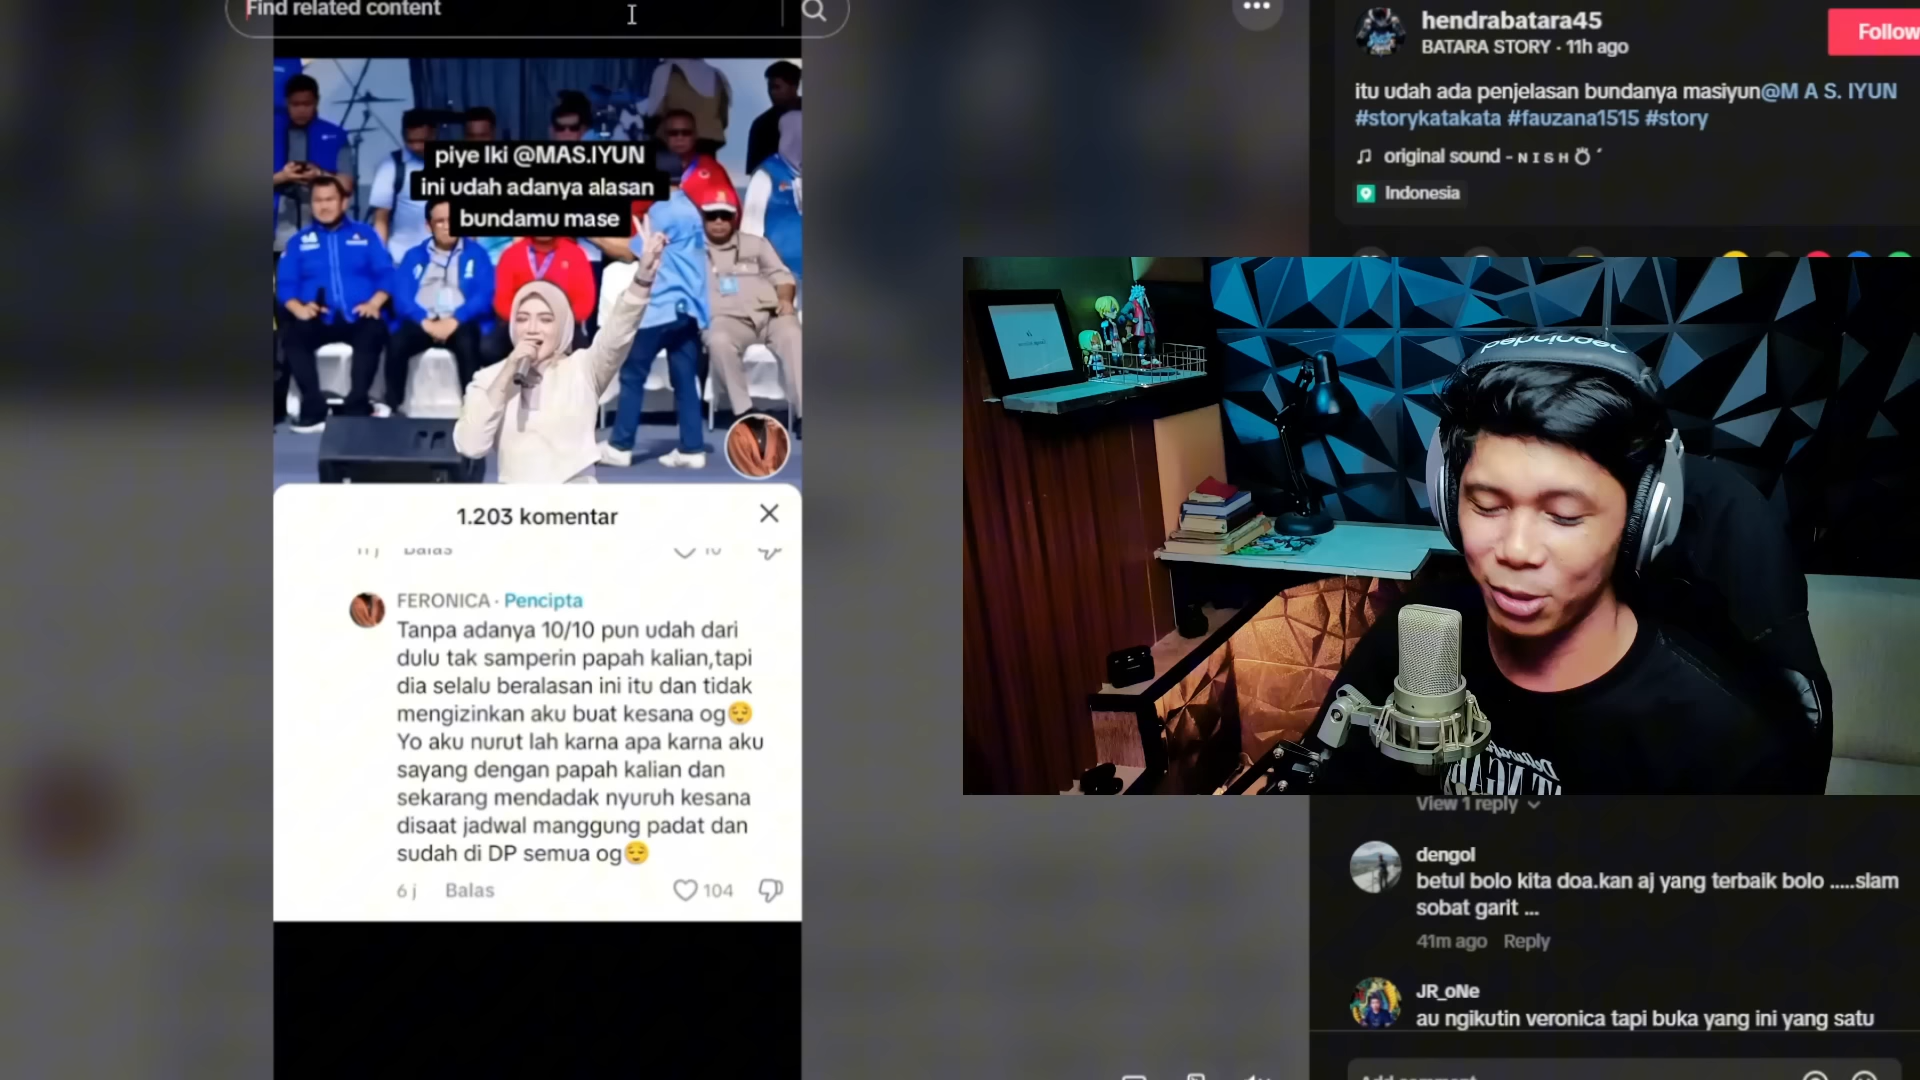 Find related content
piye Iki @MAS.IYUN
ini udah adanya alasan
bundamu mase
1.203 komentar
Balas
10
FERONICA · Pencipta
Tanpa adanya 10/10 pun udah dari
dulu tak samperin papah kalian,tapi
dia selalu beralasan ini itu dan tidak
mengizinkan aku buat kesana og😌
Yo aku nurut lah karna apa karna aku
sayang dengan papah kalian dan
sekarang mendadak nyuruh kesana
disaat jadwal manggung padat dan
sudah di DP semua og😌
6 j Balas 104
hendrabatara45
BATARA STORY · 11h ago
Follow
itu udah ada penjelasan bundanya masiyun@M A S. IYUN
#storykatakata #fauzana1515 #story
original sound - ɴ ɪ ꜱ ʜ
Indonesia
View 1 reply
dengol
betul bolo kita doa.kan aj yang terbaik bolo .....slam
sobat garit ...
41m ago Reply
JR_oNe
au ngikutin veronica tapi buka yang ini yang satu